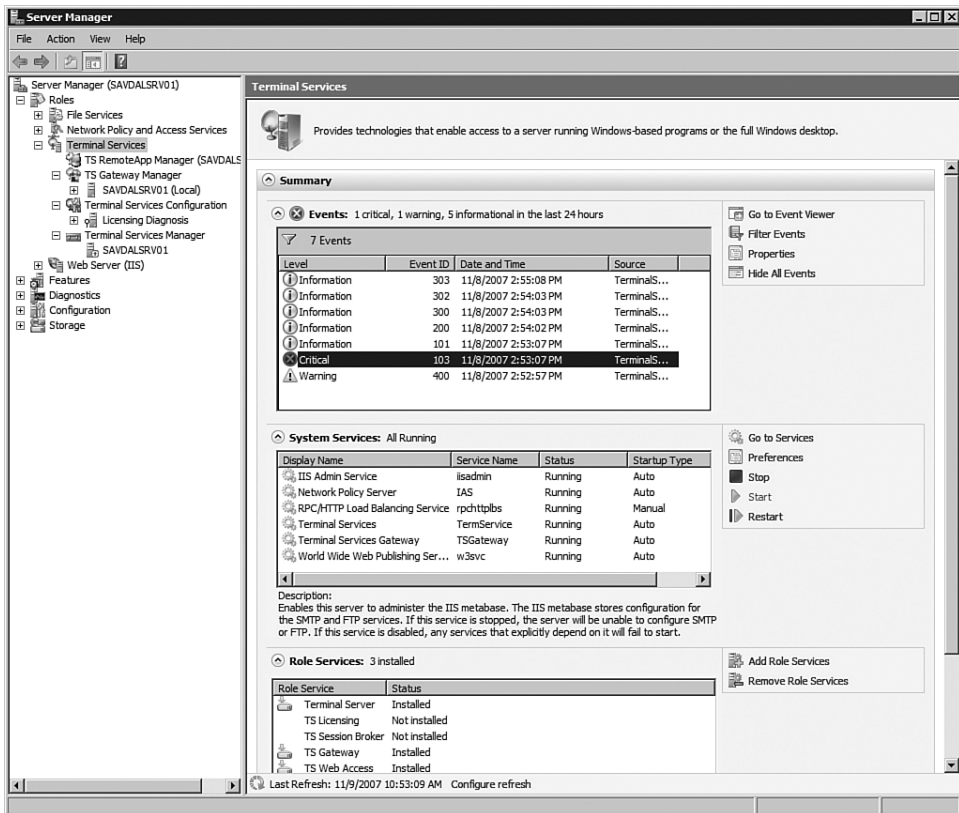 Server Manager
File Action View Help
Server Manager (SAVDALSRV01)
Roles
File Services
Network Policy and Access Services
Terminal Services
TS RemoteApp Manager (SAVDALS
TS Gateway Manager
SAVDALSRV01 (Local)
Terminal Services Configuration
Licensing Diagnosis
Terminal Services Manager
SAVDALSRV01
Web Server (IIS)
Features
Diagnostics
Configuration
Storage
Terminal Services
Provides technologies that enable access to a server running Windows-based programs or the full Windows desktop.
Summary
Events: 1 critical, 1 warning, 5 informational in the last 24 hours
7 Events
Level Event ID Date and Time Source
Information 303 11/8/2007 2:55:08 PM TerminalS...
Information 302 11/8/2007 2:54:03 PM TerminalS...
Information 300 11/8/2007 2:54:03 PM TerminalS...
Information 200 11/8/2007 2:54:02 PM TerminalS...
Information 101 11/8/2007 2:53:07 PM TerminalS...
Critical 103 11/8/2007 2:53:07 PM TerminalS...
Warning 400 11/8/2007 2:52:57 PM TerminalS...
Go to Event Viewer
Filter Events
Properties
Hide All Events
System Services: All Running
Display Name Service Name Status Startup Type
IIS Admin Service iisadmin Running Auto
Network Policy Server IAS Running Auto
RPC/HTTP Load Balancing Service rpchttplbs Running Manual
Terminal Services TermService Running Auto
Terminal Services Gateway TSGateway Running Auto
World Wide Web Publishing Ser... w3svc Running Auto
Description:
Enables this server to administer the IIS metabase. The IIS metabase stores configuration for
the SMTP and FTP services. If this service is stopped, the server will be unable to configure SMTP
or FTP. If this service is disabled, any services that explicitly depend on it will fail to start.
Go to Services
Preferences
Stop
Start
Restart
Role Services: 3 installed
Role Service Status
Terminal Server Installed
TS Licensing Not installed
TS Session Broker Not installed
TS Gateway Installed
TS Web Access Installed
Add Role Services
Remove Role Services
Last Refresh: 11/9/2007 10:53:09 AM Configure refresh